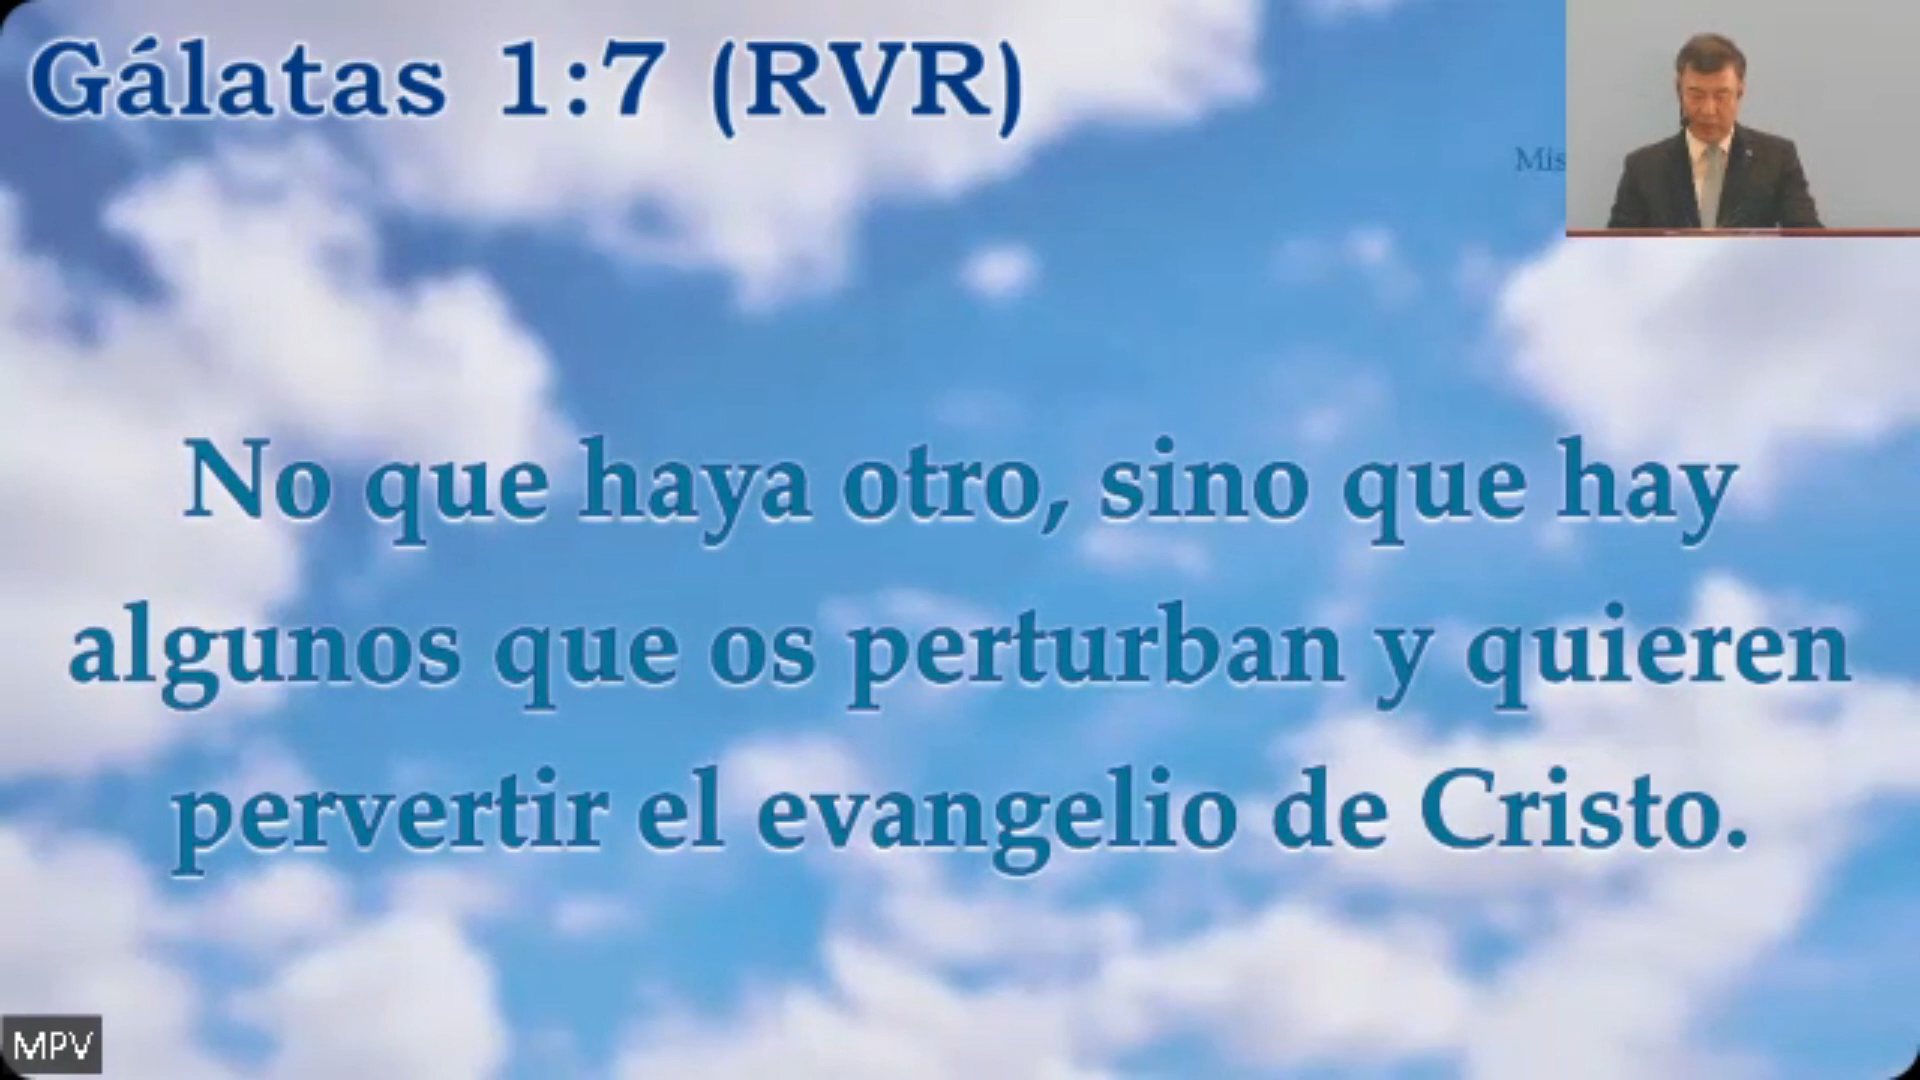 Gálatas 1:7 (RVR)
No que haya otro, sino que hay
algunos que os perturban y quieren
pervertir el evangelio de Cristo.
MPV